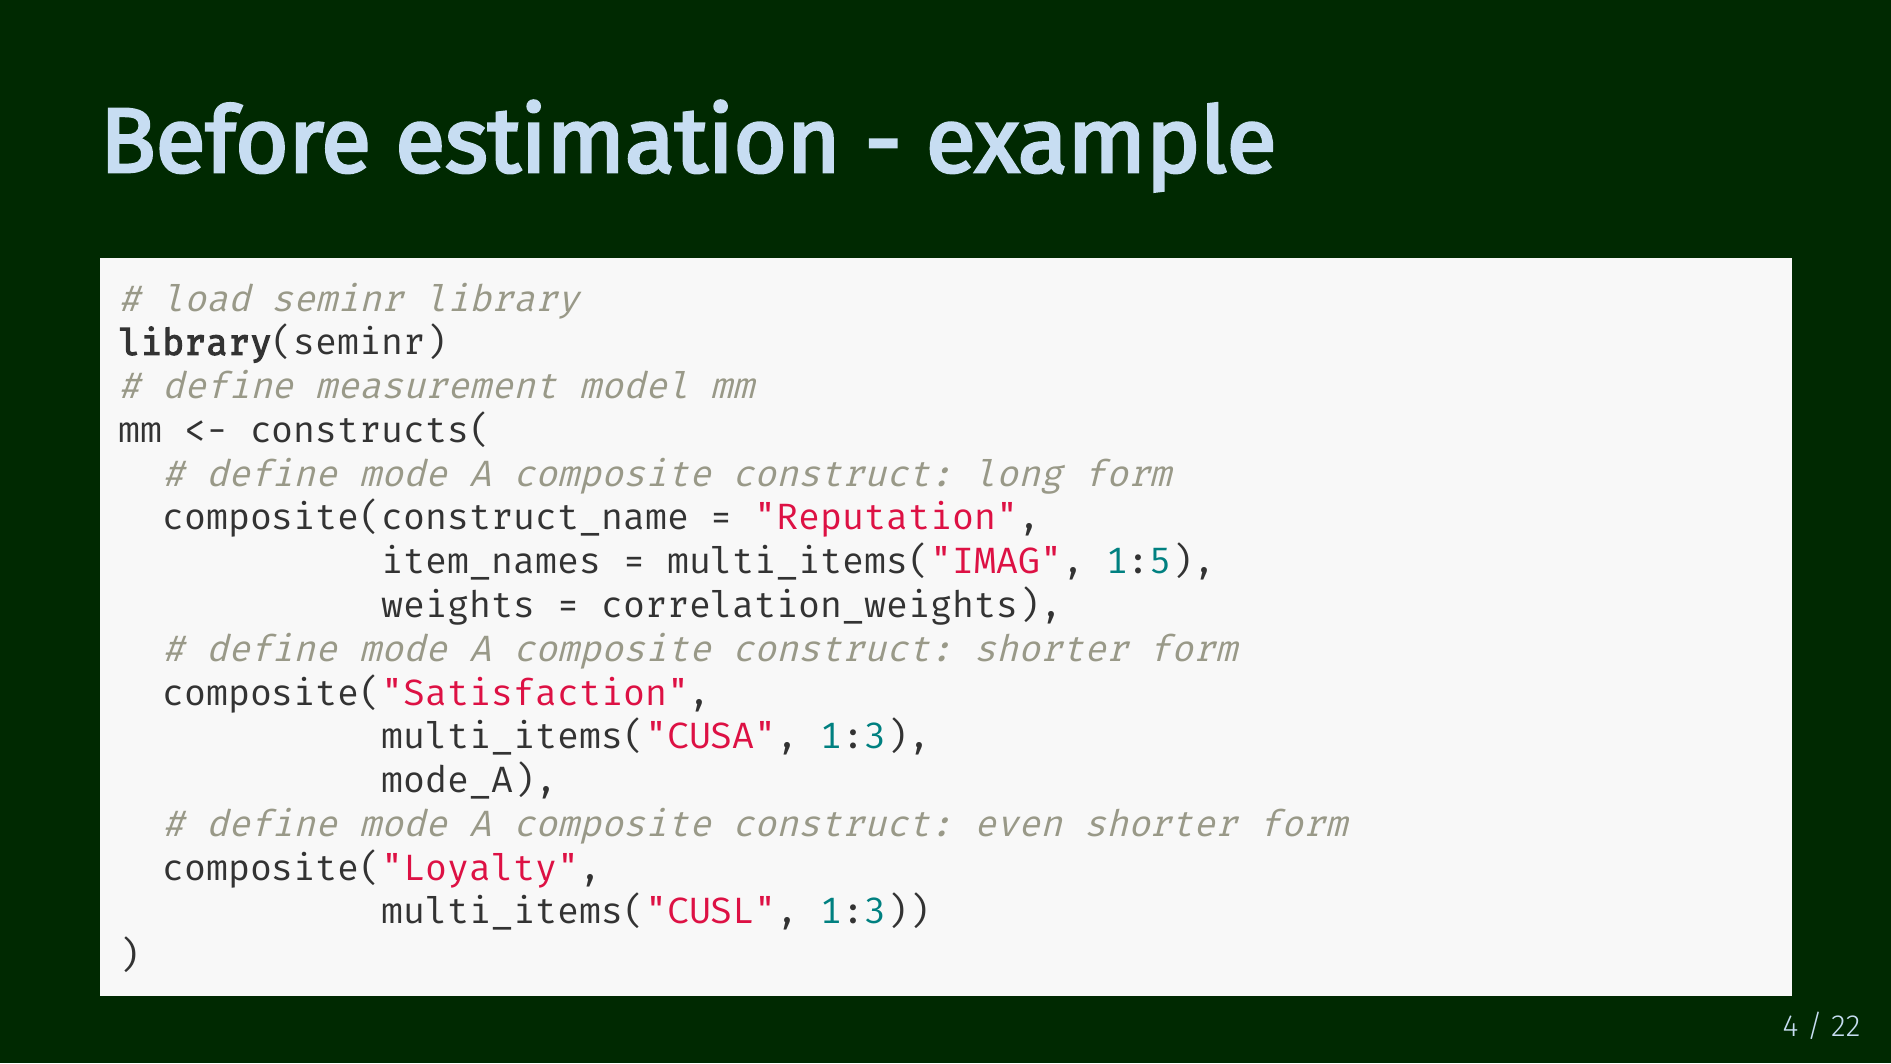 Before estimation - example
# load seminr library
library(seminr)
# define measurement model mm
mm <- constructs(
  # define mode A composite construct: long form
  composite(construct_name = "Reputation",
            item_names = multi_items("IMAG", 1:5),
            weights = correlation_weights),
  # define mode A composite construct: shorter form
  composite("Satisfaction",
            multi_items("CUSA", 1:3),
            mode_A),
  # define mode A composite construct: even shorter form
  composite("Loyalty",
            multi_items("CUSL", 1:3))
)
4 / 22